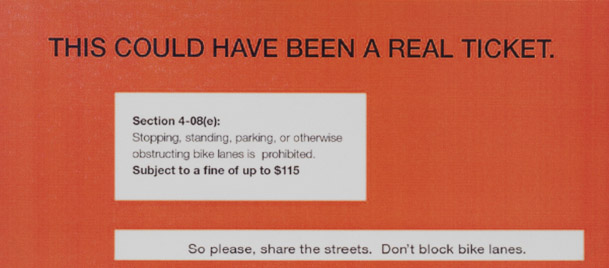 THIS COULD HAVE BEEN A REAL TICKET.
Section 4-08(e):
Stopping, standing, parking, or otherwise
obstructing bike lanes is prohibited.
Subject to a fine of up to $115
So please, share the streets. Don't block bike lanes.